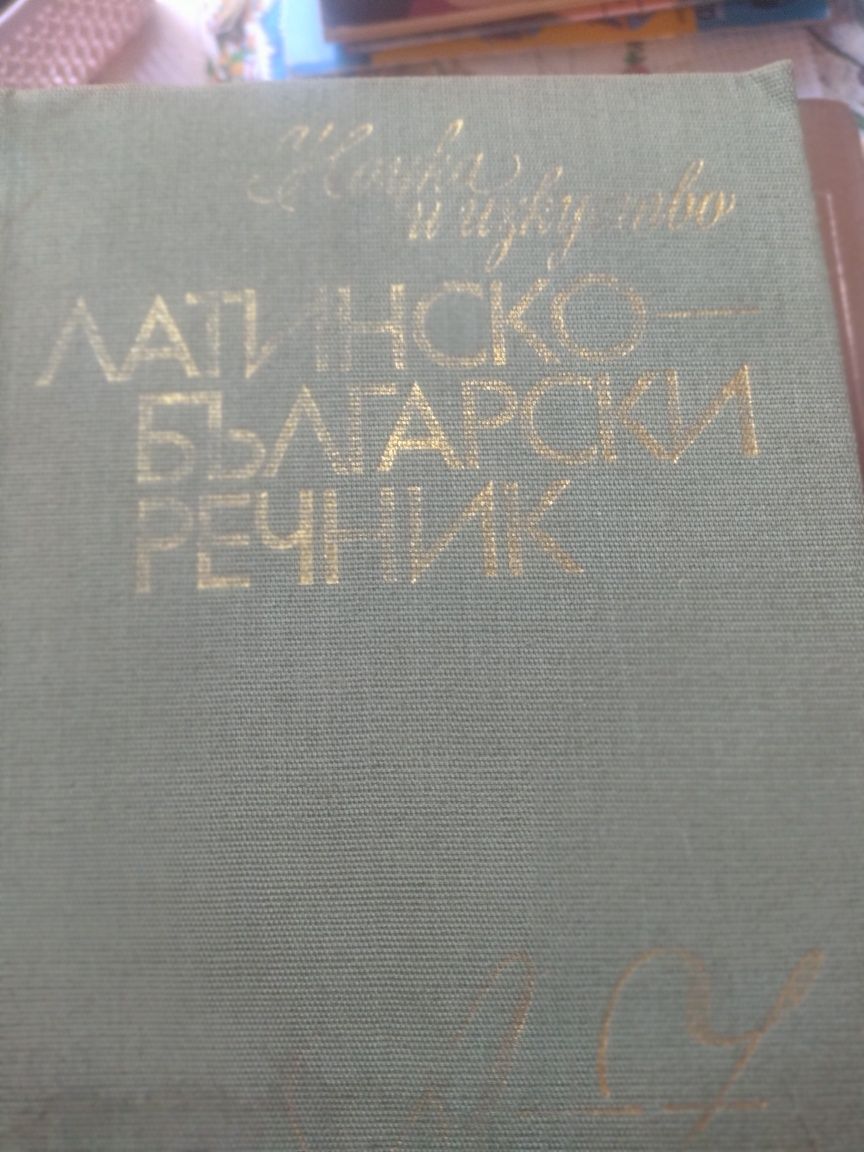 Наука
и изкуство
ЛАТИНСКО—
БЪЛГАРСКИ
РЕЧНИК